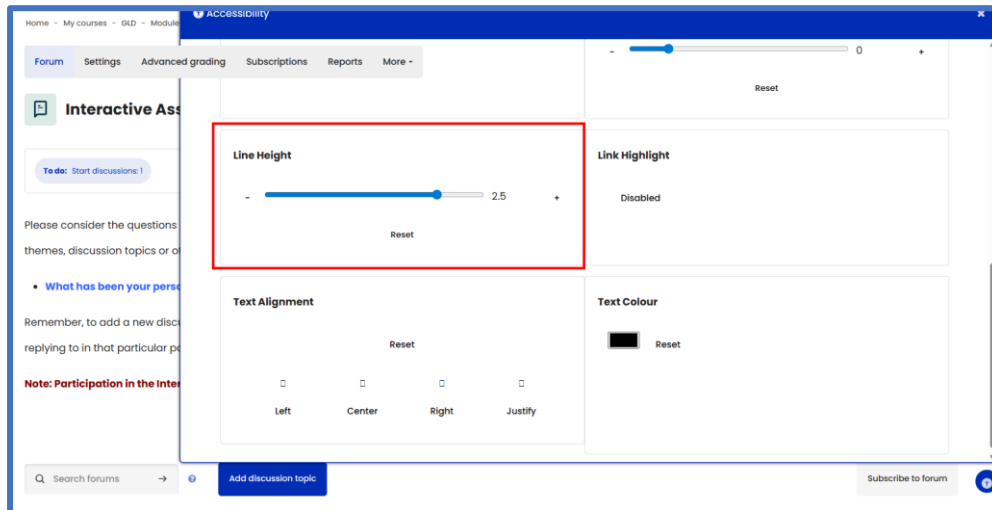 Home - My courses - GLD - Module
Accessibility
Forum Settings Advanced grading Subscriptions Reports More
- 0 +
Reset
Interactive Ass
Line Height
- 2.5 +
Reset
Link Highlight
Disabled
To do: Start discussions: 1
Please consider the questions
themes, discussion topics or
What has been your
Remember, to add a new
replying to in that particular
Note: Participation in the
Text Alignment
Reset
Left Center Right Justify
Text Colour
Reset
Search forums
Add discussion topic
Subscribe to forum